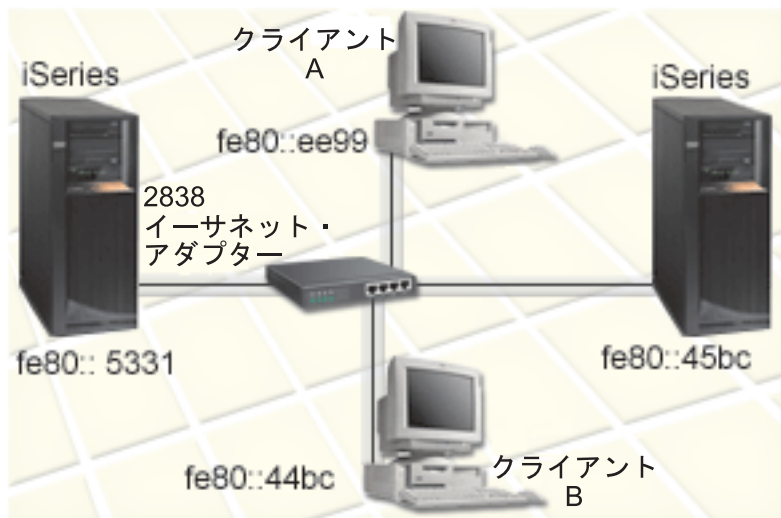 クライアント
A
iSeries
iSeries
fe80::ee99
2838
イーサネット・
アダプター
fe80:: 5331
fe80::45bc
fe80::44bc
クライアント
B